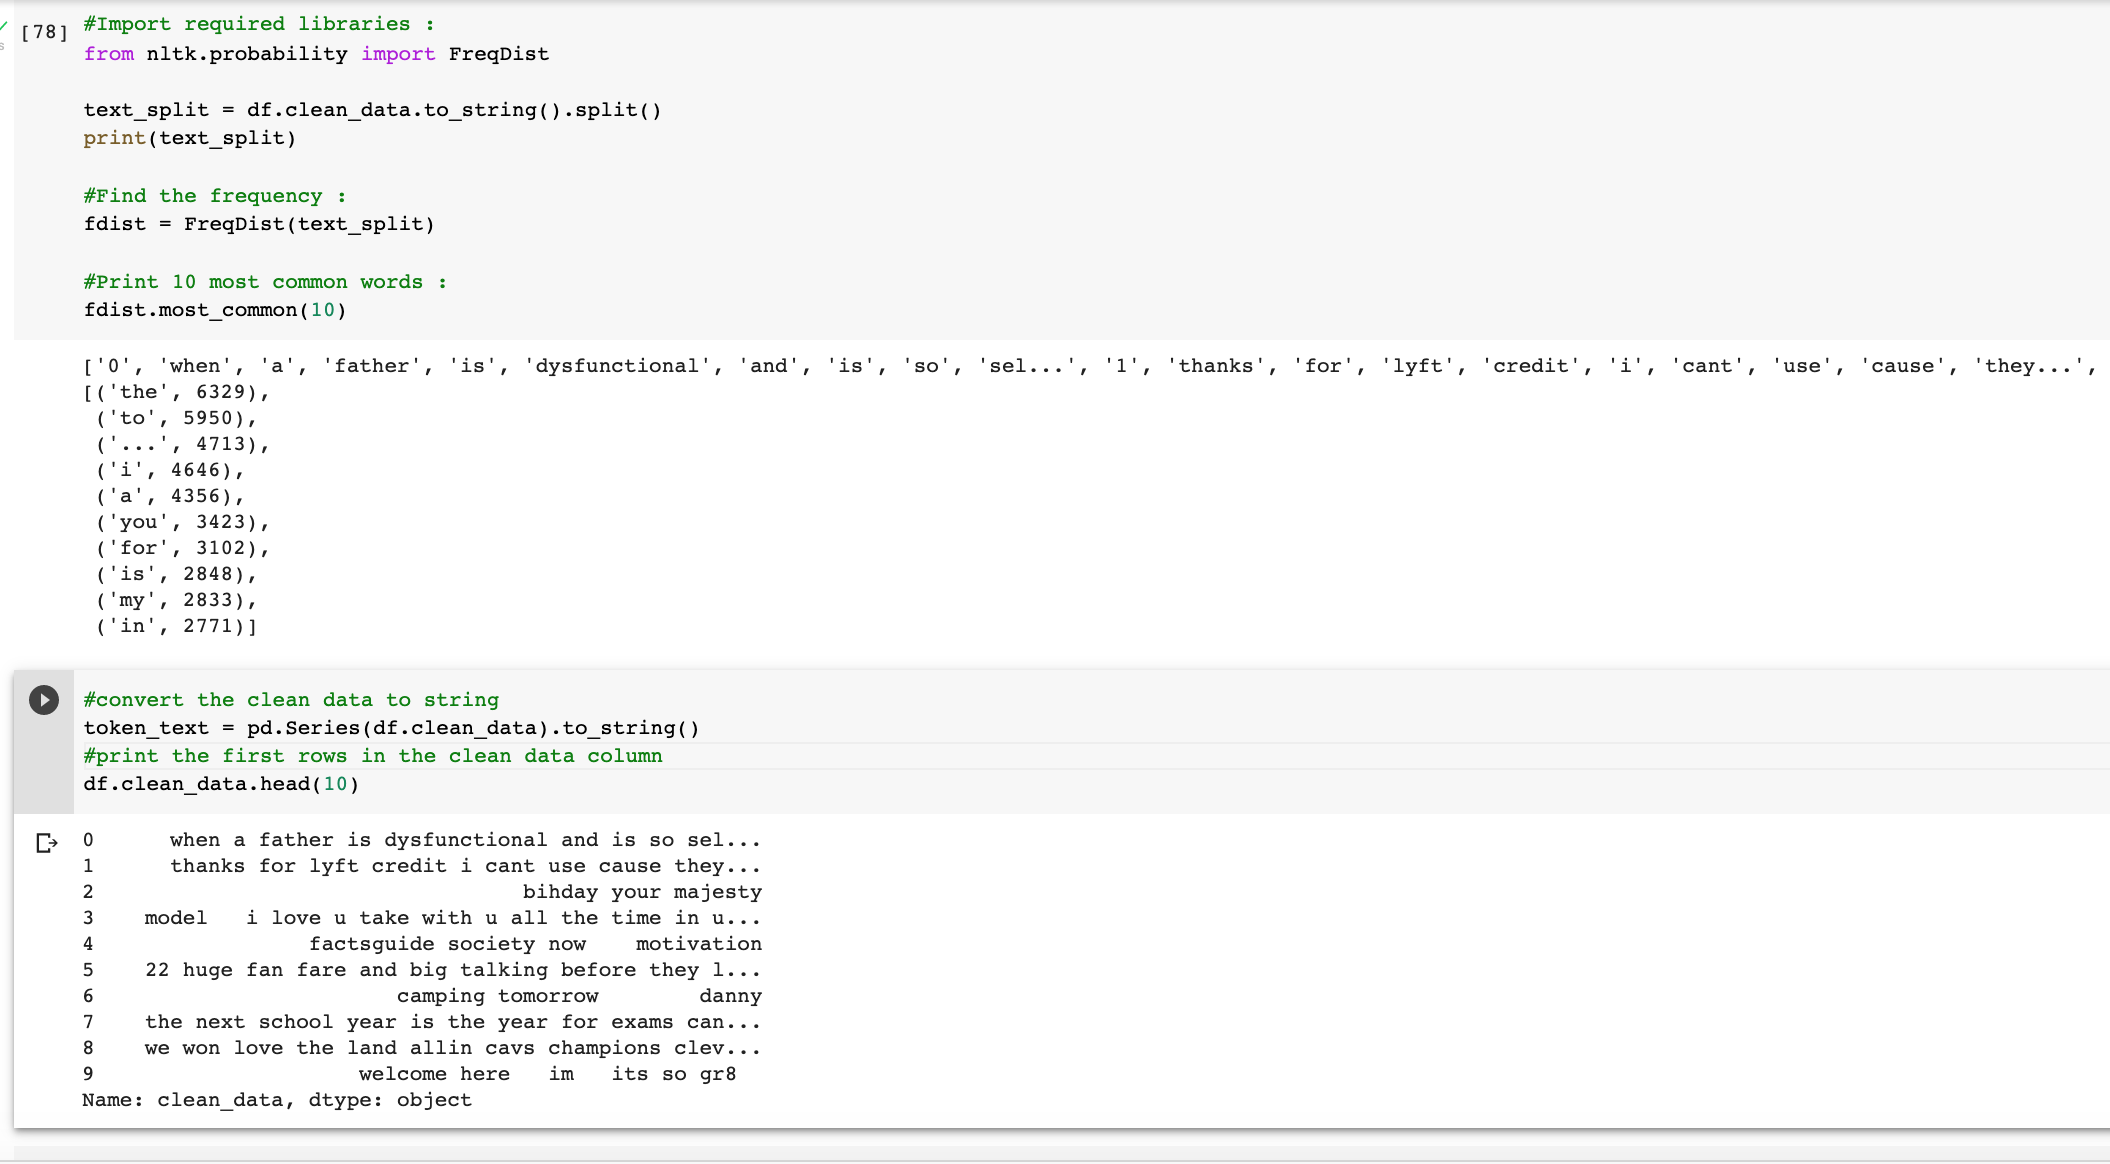 [78]
#Import required libraries :
from nltk.probability import FreqDist
text_split = df.clean_data.to_string().split()
print(text_split)
#Find the frequency :
fdist = FreqDist(text_split)
#Print 10 most common words :
fdist.most_common(10)
['0', 'when', 'a', 'father', 'is', 'dysfunctional', 'and', 'is', 'so', 'sel...', '1', 'thanks', 'for', 'lyft', 'credit', 'i', 'cant', 'use', 'cause', 'they...',
[('the', 6329),
('to', 5950),
('...', 4713),
('i', 4646),
('a', 4356),
('you', 3423),
('for', 3102),
('is', 2848),
('my', 2833),
('in', 2771)]
#convert the clean data to string
token_text = pd.Series(df.clean_data).to_string()
#print the first rows in the clean data column
df.clean_data.head(10)
0 when a father is dysfunctional and is so sel...
1 thanks for lyft credit i cant use cause they...
2 bihday your majesty
3 model i love u take with u all the time in u...
4 factsguide society now motivation
5 22 huge fan fare and big talking before they l...
6 camping tomorrow danny
7 the next school year is the year for exams can...
8 we won love the land allin cavs champions clev...
9 welcome here im its so gr8
Name: clean_data, dtype: object